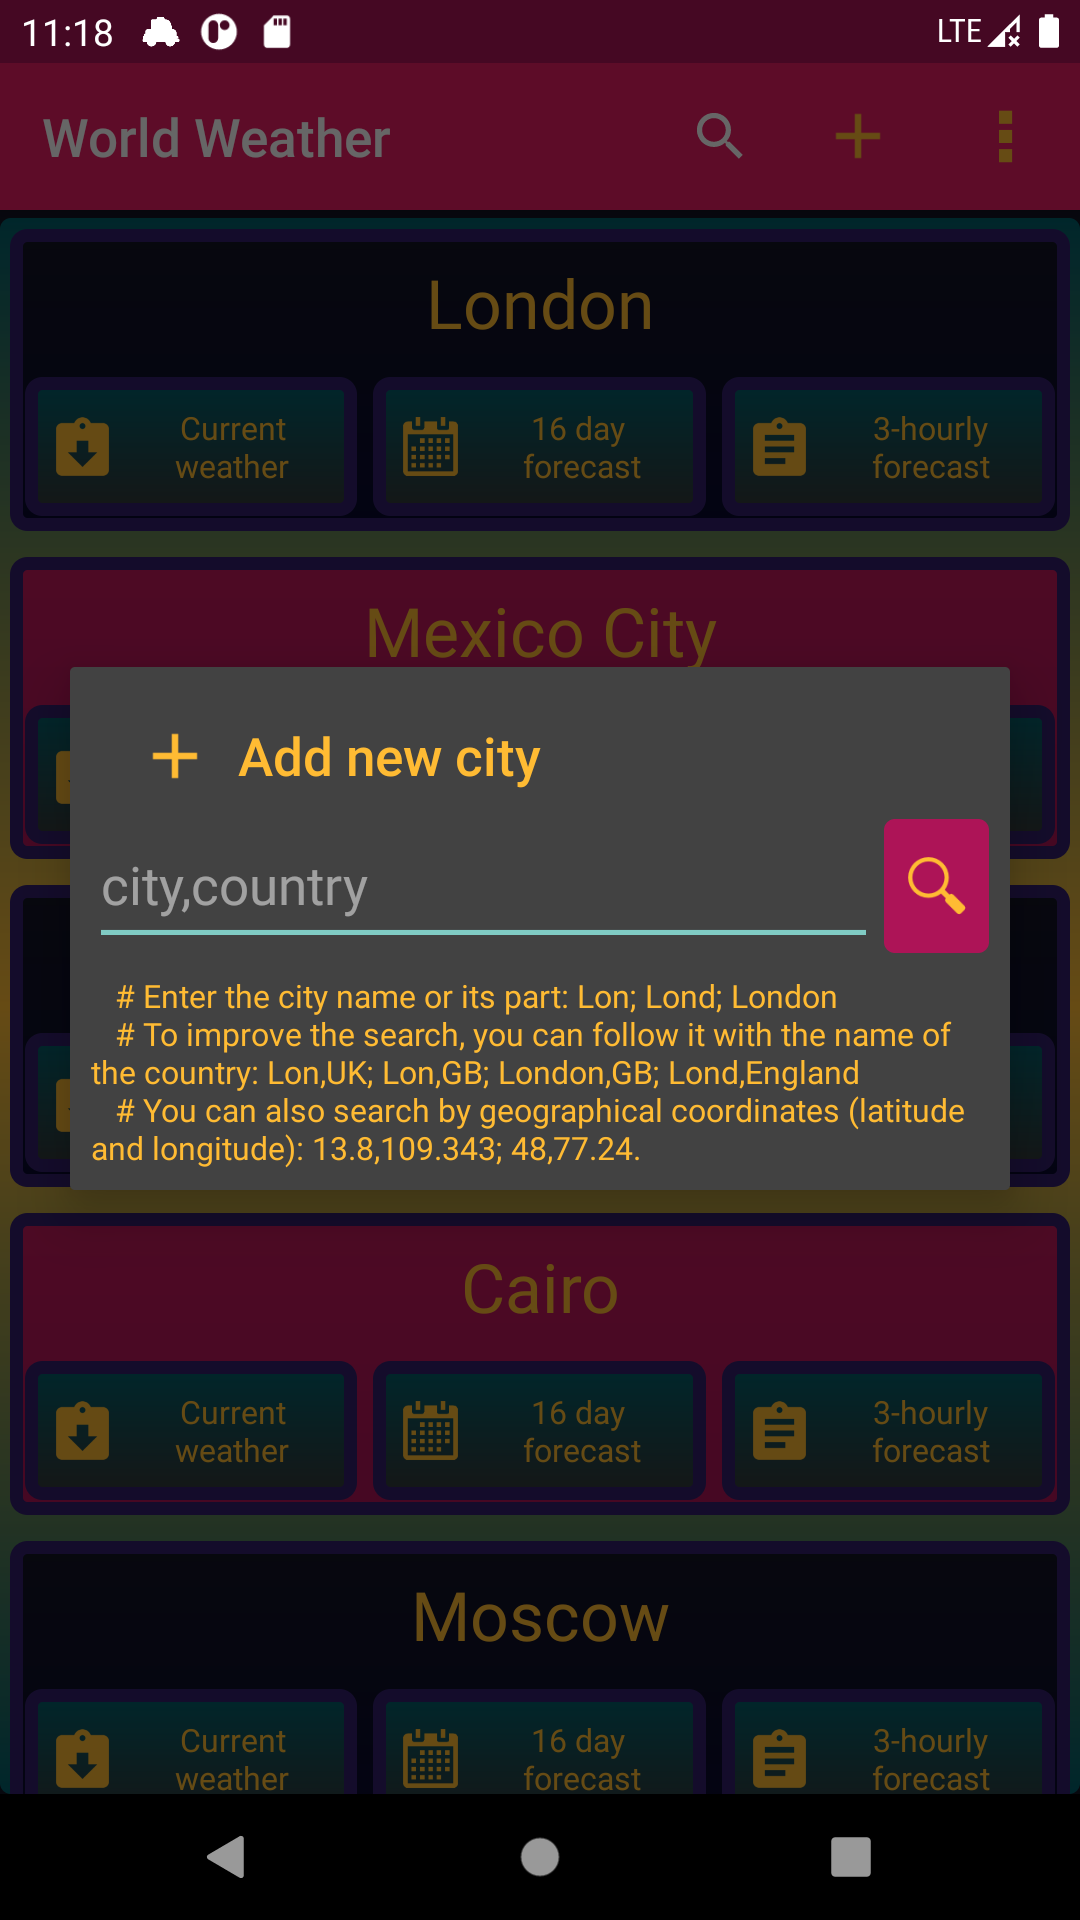 11:18
LTE
World Weather
London
Current
weather
16 day
forecast
3-hourly
forecast
Mexico City
Add new city
city,country
# Enter the city name or its part: Lon; Lond; London
# To improve the search, you can follow it with the name of
the country: Lon,UK; Lon,GB; London,GB; Lond,England
# You can also search by geographical coordinates (latitude
and longitude): 13.8,109.343; 48,77.24.
Cairo
Current
weather
16 day
forecast
3-hourly
forecast
Moscow
Current
weather
16 day
forecast
3-hourly
forecast